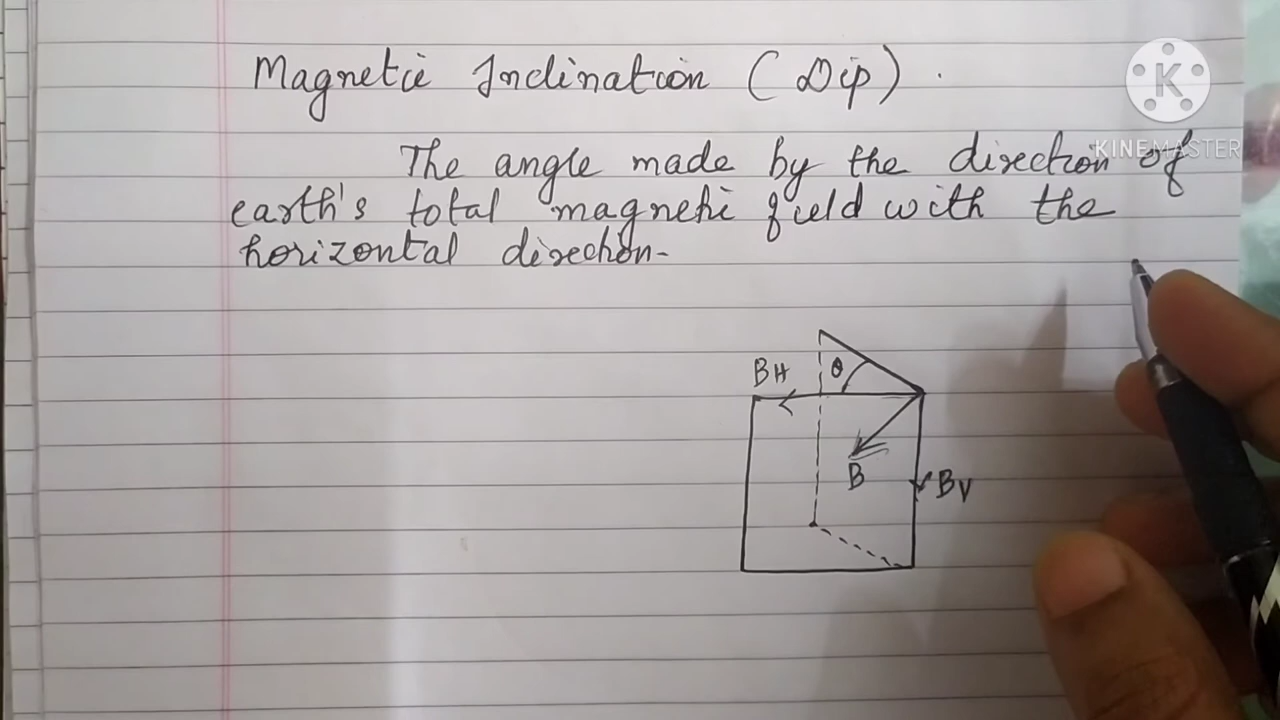 Magnetic Inclination (Dip).
K
KINEMASTER
The angle made by the direction of
earth's total magnetic field with the
horizontal direction-
BH
θ
B
BV